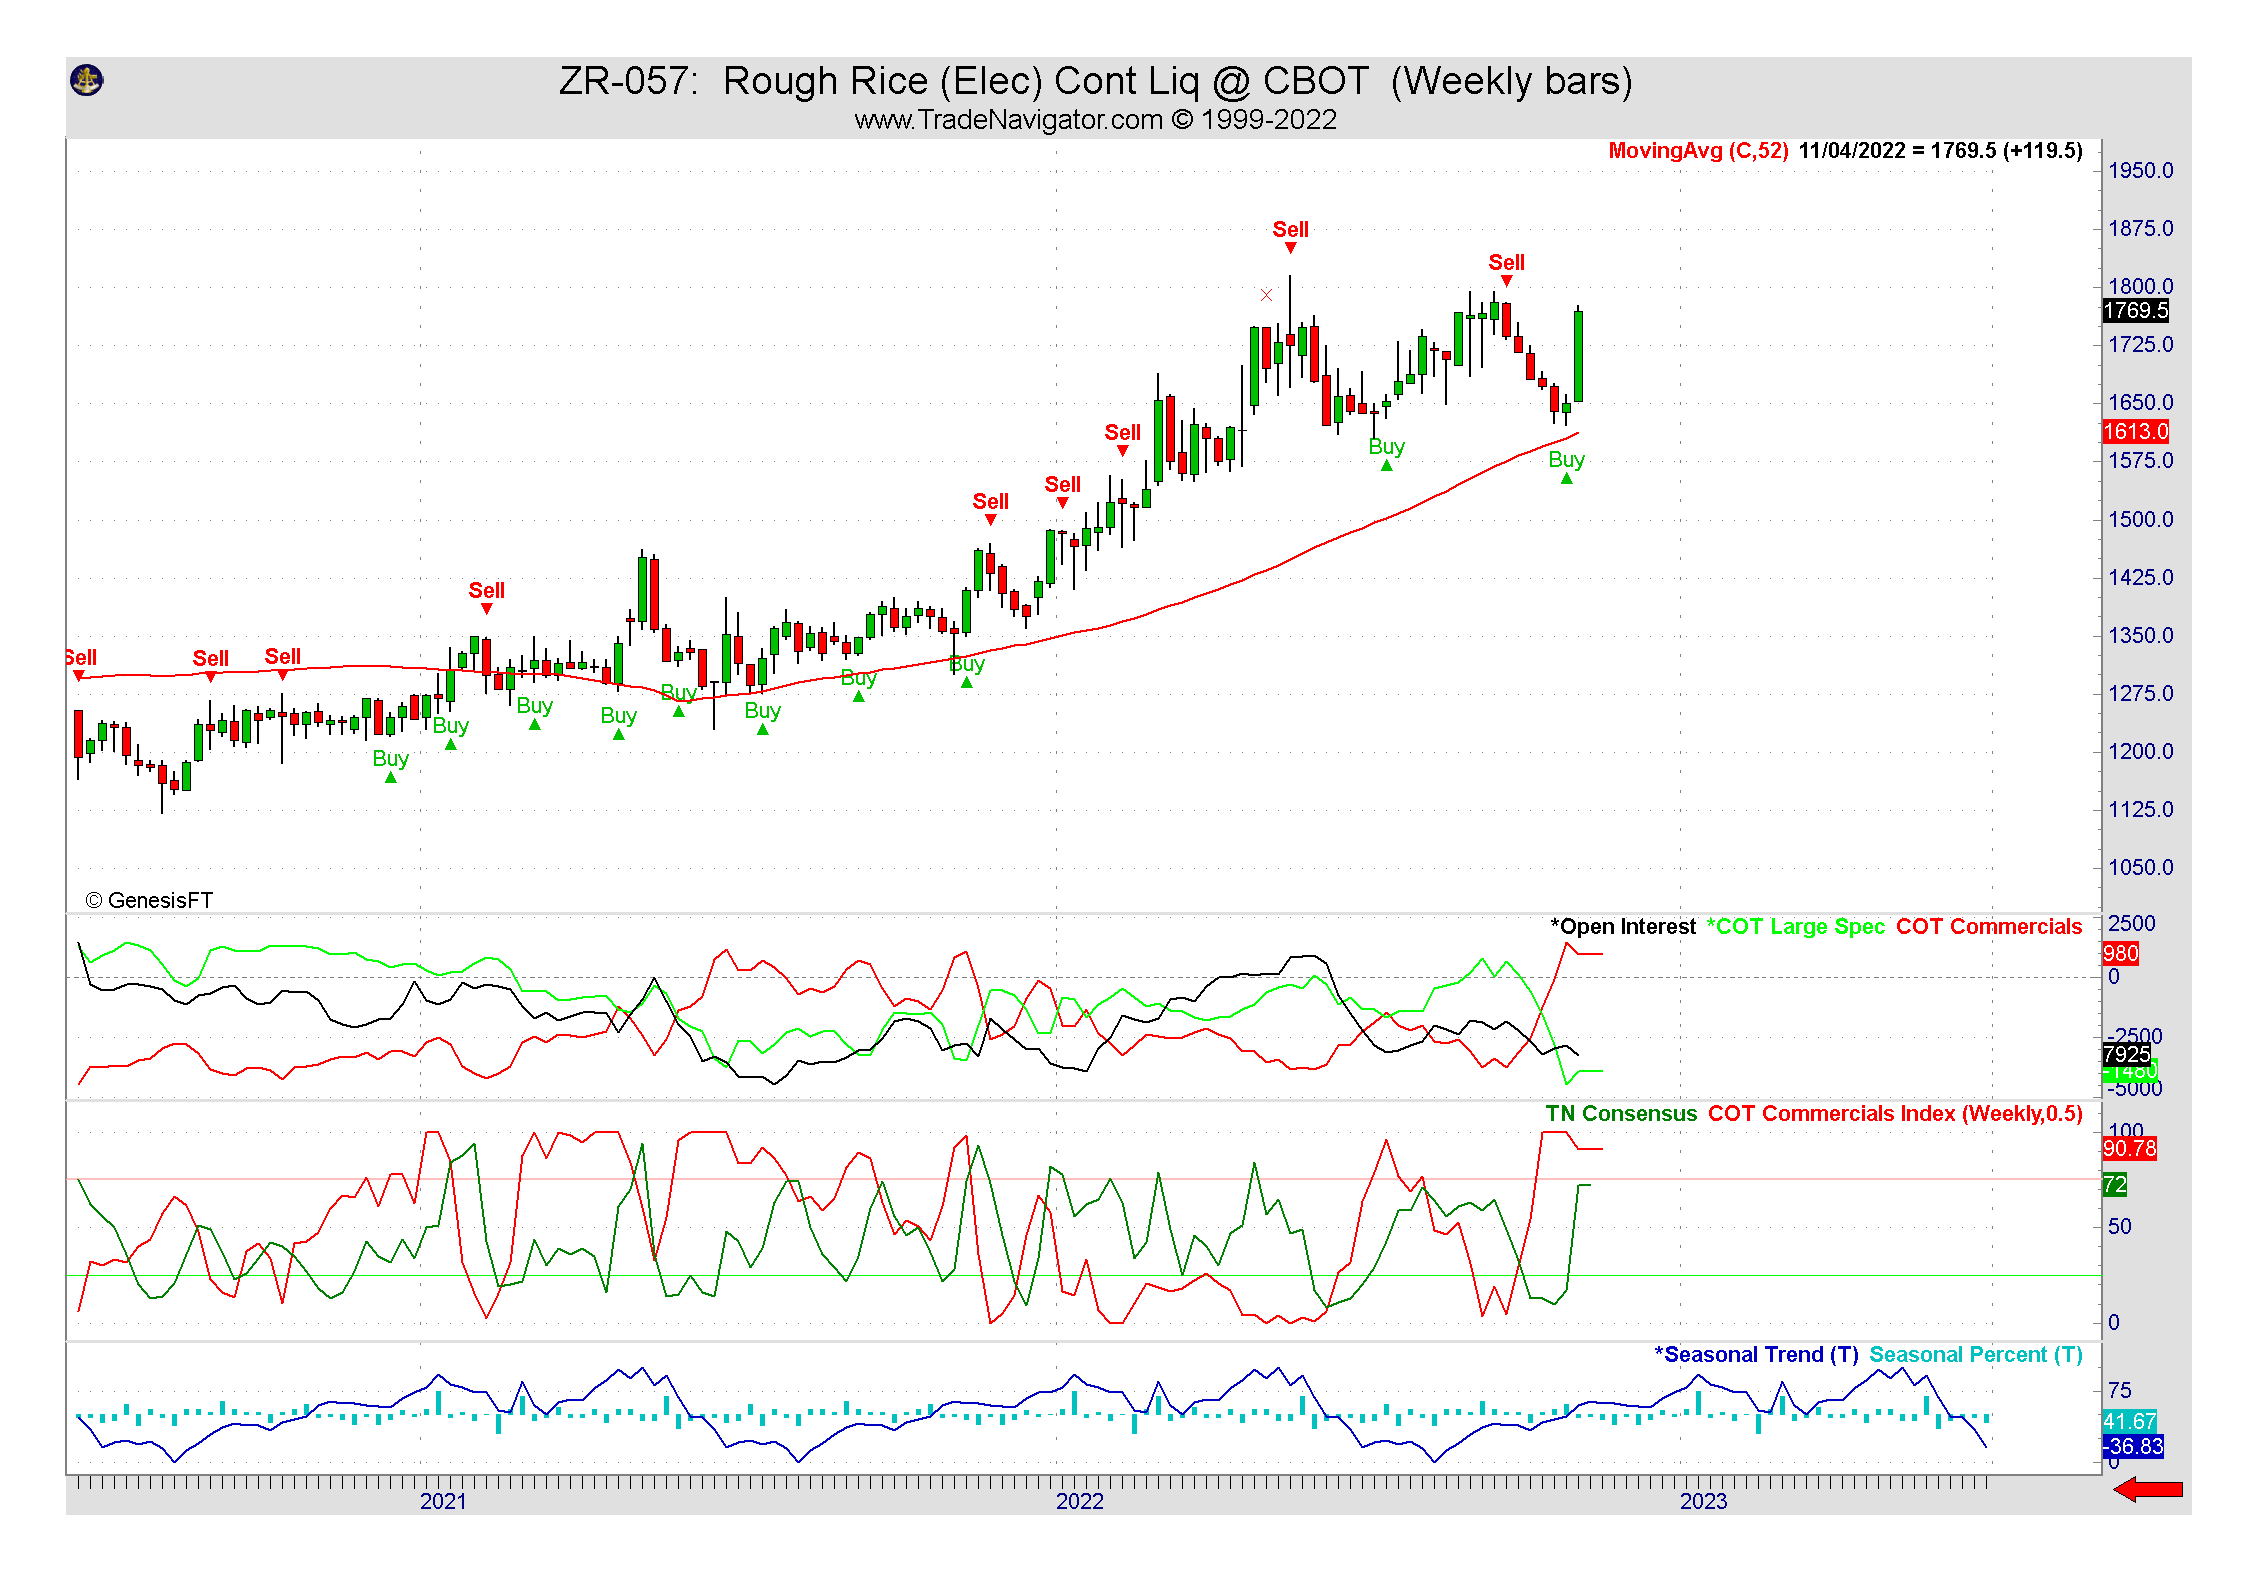 ZR-057: Rough Rice (Elec) Cont Liq @ CBOT (Weekly bars)
www.TradeNavigator.com © 1999-2022
MovingAvg (C,52) 11/04/2022 = 1769.5 (+119.5)
1950.0
1875.0
1800.0
1769.5
1725.0
1650.0
1613.0
1575.0
1500.0
1425.0
1350.0
1275.0
1200.0
1125.0
1050.0
Sell
Sell
Sell
Sell
Sell
Sell
Sell
Sell
Sell
Buy
Buy
Buy
Buy
Buy
Buy
Buy
Buy
Buy
Buy
© GenesisFT
*Open Interest *COT Large Spec COT Commercials
2500
980
0
-2500
7925
-1480
-5000
TN Consensus COT Commercials Index (Weekly,0.5)
100
90.78
72
50
0
*Seasonal Trend (T) Seasonal Percent (T)
75
41.67
-36.83
0
2021
2022
2023